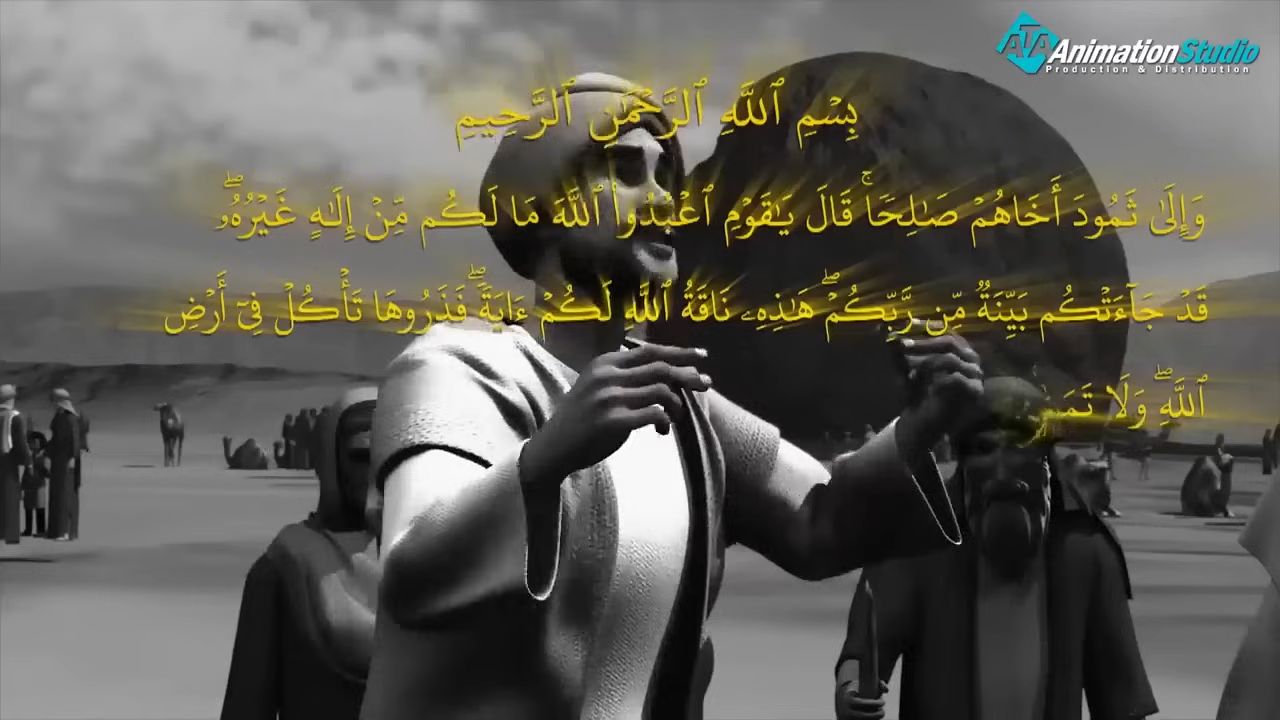 ATA AnimationStudio
Production & Distribution
بِسْمِ ٱللَّهِ ٱلرَّحْمَٰنِ ٱلرَّحِيمِ
وَإِلَىٰ ثَمُودَ أَخَاهُمْ صَـٰلِحًا ۚ قَالَ يَـٰقَوْمِ ٱعْبُدُوا۟ ٱللَّهَ مَا لَكُم مِّنْ إِلَـٰهٍ غَيْرُهُۥ ۖ
قَدْ جَآءَتْكُم بَيِّنَةٌ مِّن رَّبِّكُمْ ۖ هَـٰذِهِۦ نَاقَةُ ٱللَّهِ لَكُمْ ءَايَةً ۖ فَذَرُوهَا تَأْكُلْ فِىٓ أَرْضِ
ٱللَّهِ ۖ وَلَا